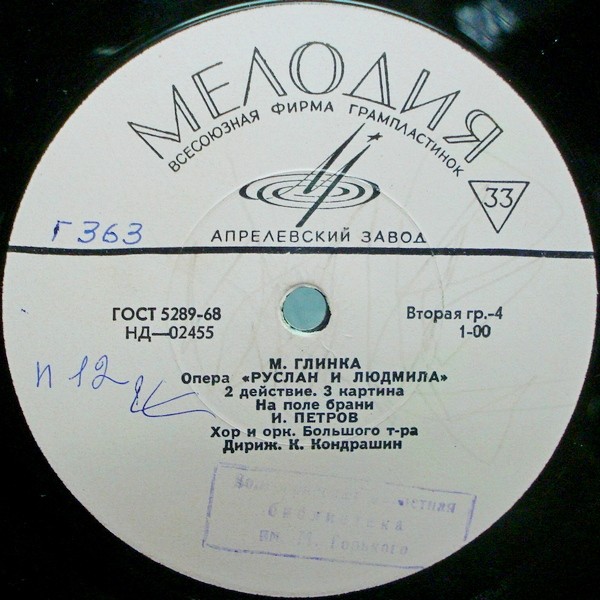 МЕЛОДИЯ
ВСЕСОЮЗНАЯ ФИРМА ГРАМПЛАСТИНОК
33
Г 363
АПРЕЛЕВСКИЙ ЗАВОД
ГОСТ 5289-68
НД—02455
Вторая гр.-4
1-00
М. ГЛИНКА
Опера «РУСЛАН И ЛЮДМИЛА»
2 действие. 3 картина
На поле брани
И. ПЕТРОВ
Хор и орк. Большого т-ра
Дириж. К. Кондрашин
п 12
библиотека
им. М. Горького